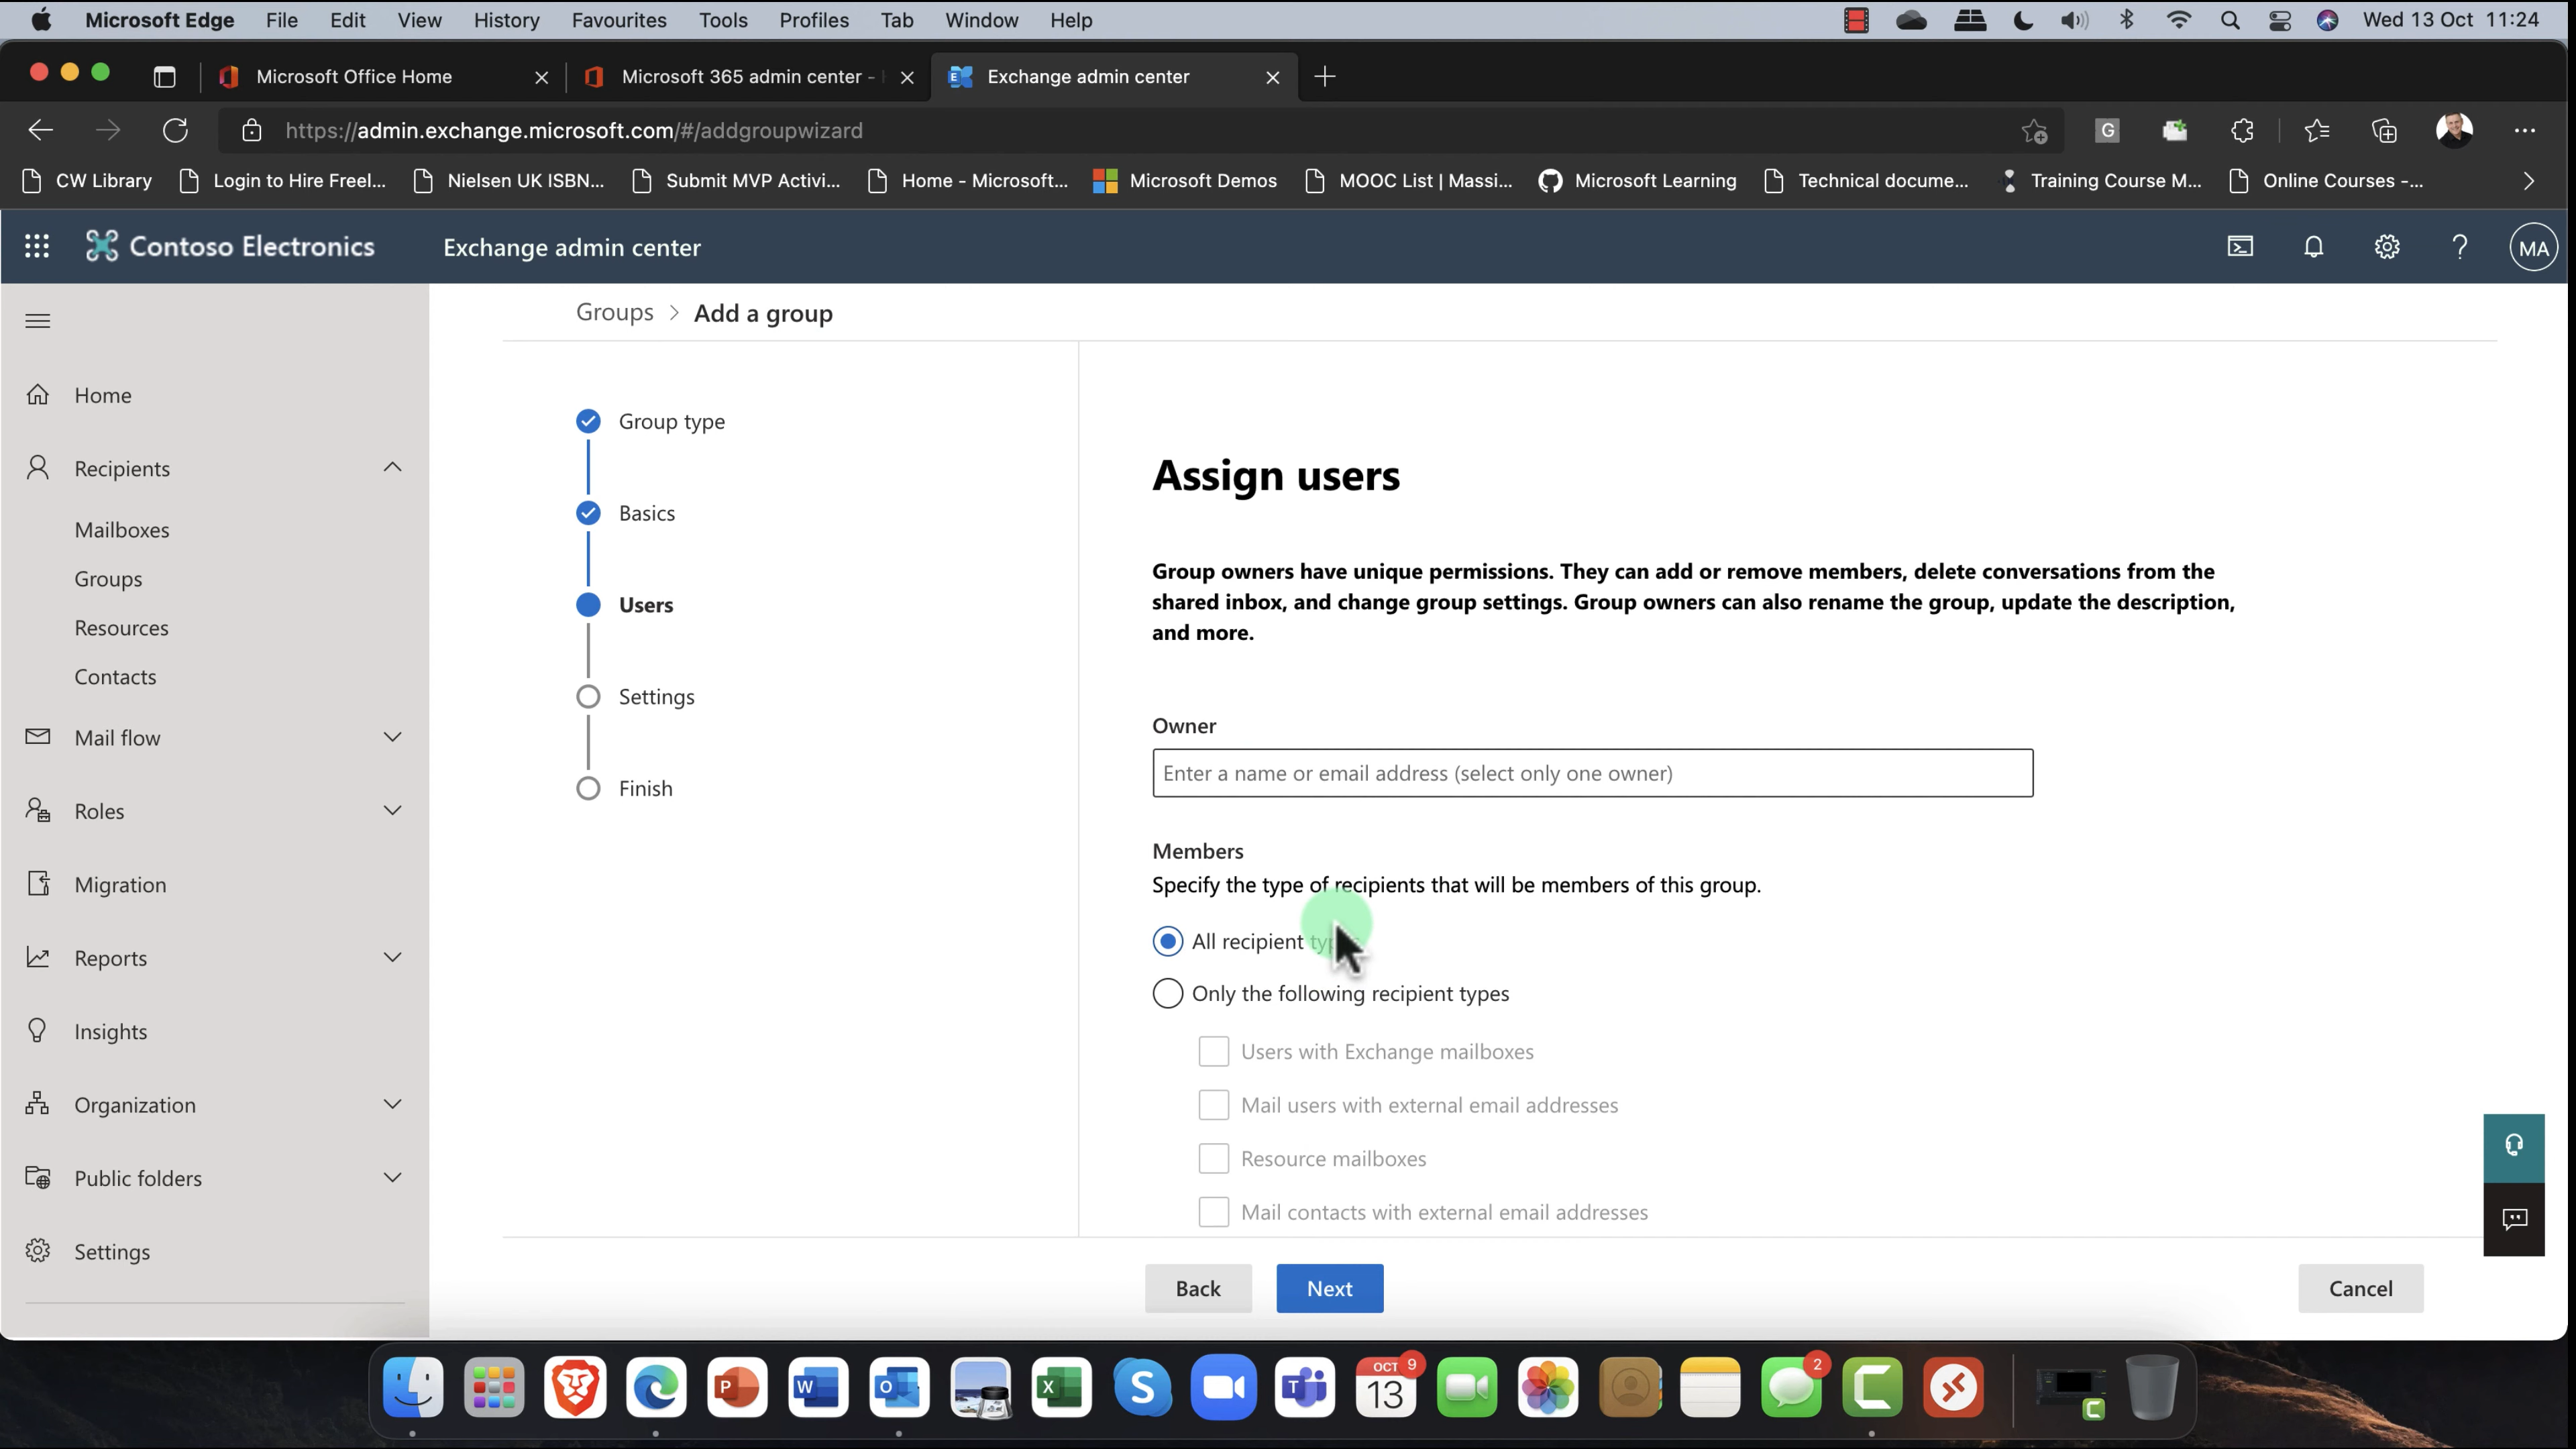 Microsoft Edge File Edit View History Favourites Tools Profiles Tab Window Help Wed 13 Oct 11:24
Microsoft Office Home Microsoft 365 admin center - Exchange admin center
https://admin.exchange.microsoft.com/#/addgroupwizard
CW Library Login to Hire Freel... Nielsen UK ISBN... Submit MVP Activi... Home - Microsoft... Microsoft Demos MOOC List | Massi... Microsoft Learning Technical docume... Training Course M... Online Courses -...
Contoso Electronics Exchange admin center MA
Groups > Add a group
Home
Recipients
Mailboxes
Groups
Resources
Contacts
Mail flow
Roles
Migration
Reports
Insights
Organization
Public folders
Settings
Group type
Basics
Users
Settings
Finish
Assign users
Group owners have unique permissions. They can add or remove members, delete conversations from the
shared inbox, and change group settings. Group owners can also rename the group, update the description,
and more.
Owner
Enter a name or email address (select only one owner)
Members
Specify the type of recipients that will be members of this group.
All recipient
Only the following recipient types
Users with Exchange mailboxes
Mail users with external email addresses
Resource mailboxes
Mail contacts with external email addresses
Back Next Cancel
OCT 9
13
2